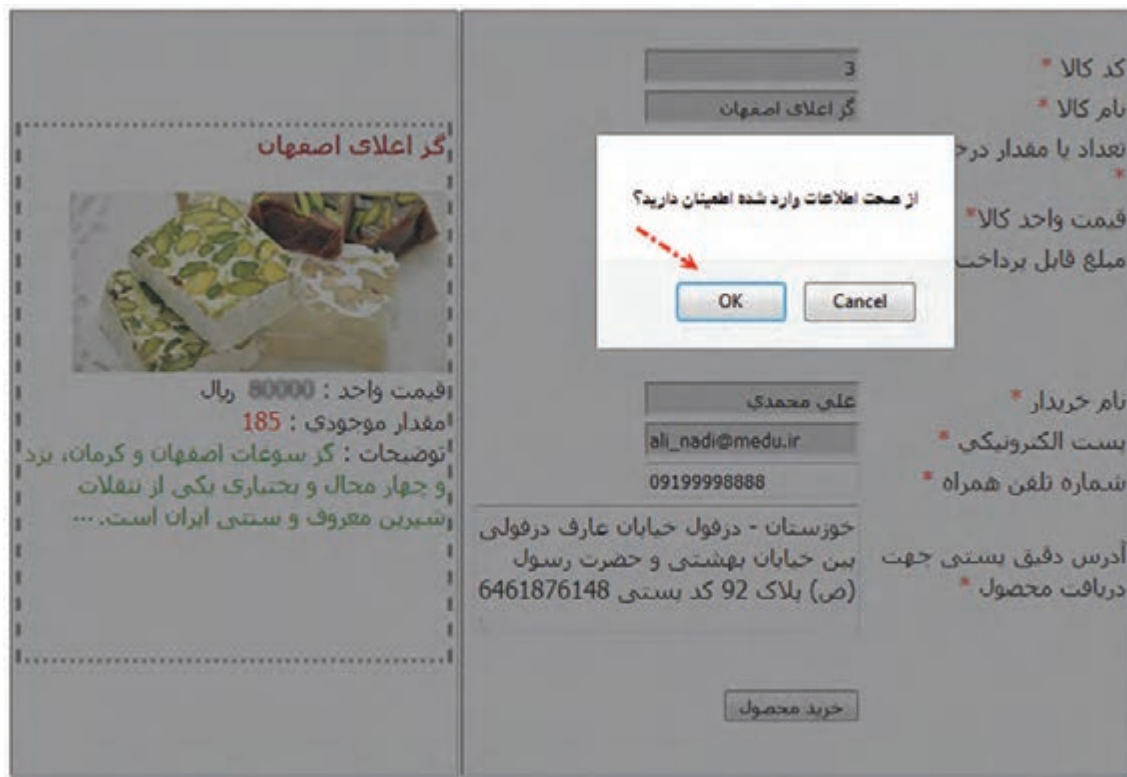 کد کالا *
3
نام کالا *
گز اعلای اصفهان
تعداد یا مقدار درخ
*
قیمت واحد کالا*
مبلغ قابل پرداخت
از صحت اطلاعات وارد شده اطمینان دارید؟
OK
Cancel
نام خریدار *
علی محمدی
پست الکترونیکی *
ali_nadi@medu.ir
شماره تلفن همراه *
09199998888
آدرس دقیق پستی جهت
دریافت محصول *
خوزستان - دزفول خیابان عارف دزفولی
بین خیابان بهشتی و حضرت رسول
(ص) پلاک 92 کد پستی 6461876148
خرید محصول
گز اعلای اصفهان
قیمت واحد : 80000 ریال
مقدار موجودی : 185
توضیحات : گز سوغات اصفهان و کرمان، یزد
و چهار محال و بختیاری یکی از تنقلات
شیرین معروف و سنتی ایران است. ...